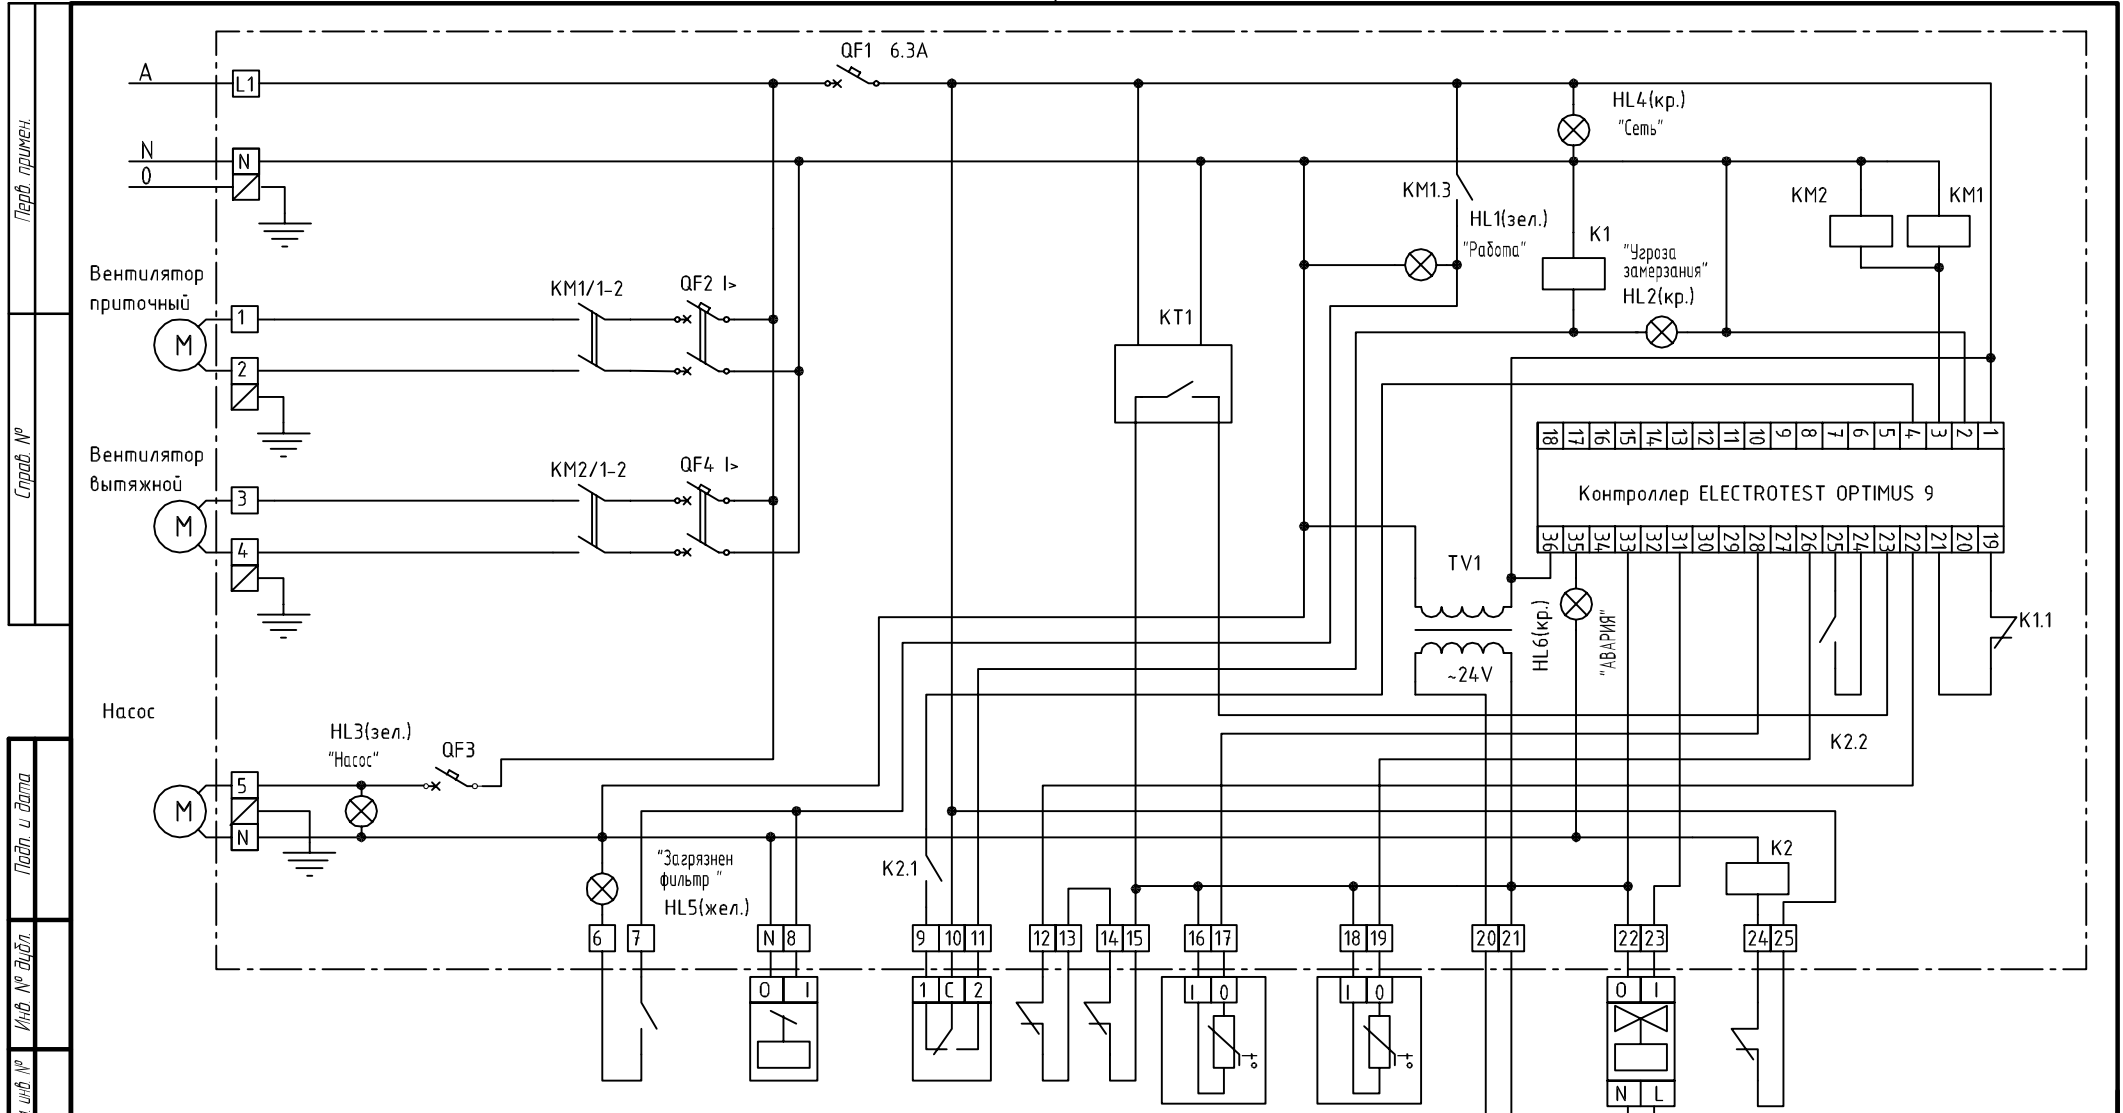 Перв. примен.
Справ. №
Подп. и дата
Инв. № дубл.
инв. №
A
L1
QF1 6.3A
N
N
0
HL4(кр.)
"Сеть"
KM1.3
HL1(зел.)
"Работа"
K1
"Угроза
замерзания"
HL2(кр.)
KM2
KM1
Вентилятор
приточный
M
1
2
KM1/1-2
QF2 I>
KT1
Вентилятор
вытяжной
M
3
4
KM2/1-2
QF4 I>
18 17 16 15 14 13 12 11 10 9 8 7 6 5 4 3 2 1
Контроллер ELECTROTEST OPTIMUS 9
36 35 34 33 32 31 30 29 28 27 26 25 24 23 22 21 20 19
TV1
~24V
HL6(кр.)
"АВАРИЯ"
K1.1
K2.2
Насос
M
5
N
HL3(зел.)
"Насос"
QF3
"Загрязнен
фильтр "
HL5(жел.)
K2.1
K2
6 7 N 8 9 10 11 12 13 14 15 16 17 18 19 20 21 22 23 24 25
O I
1 C 2
I 0
t°
I 0
t°
O I
N L